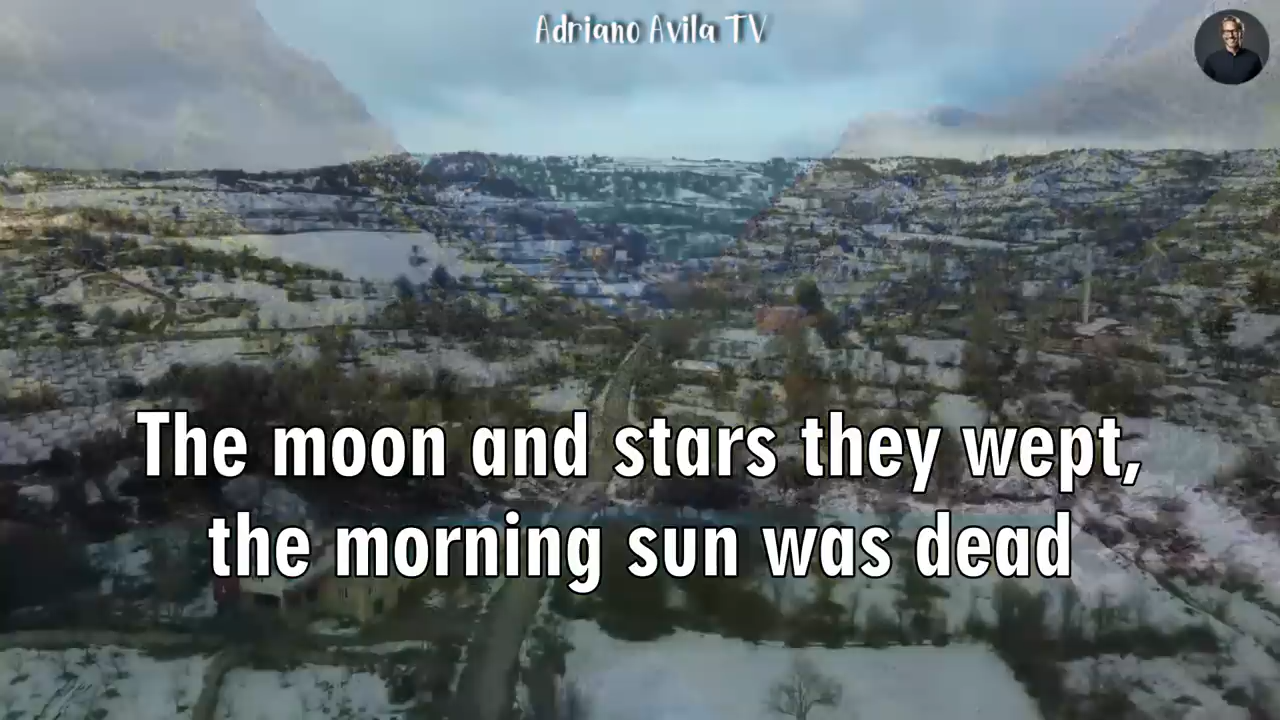 Adriano Avila TV
The moon and stars they wept,
the morning sun was dead